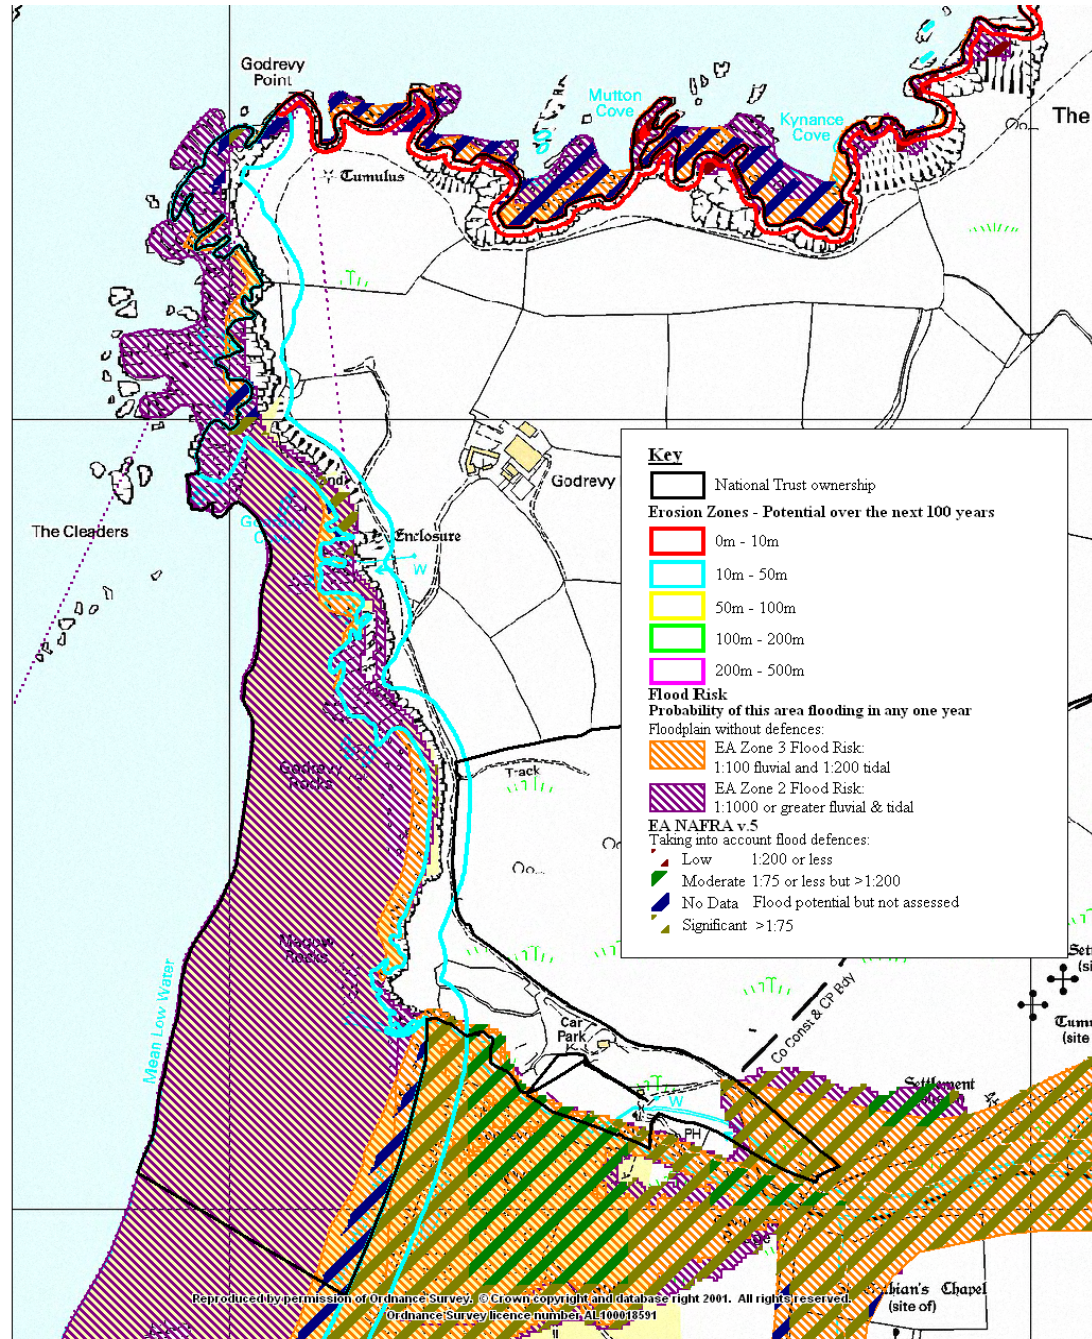 Godrevy
Point
Mutton
Cove
Kynance
Cove
The
Tumulus
Godrevy
The Cleaders
Enclosure
W
Godrevy
Rocks
Track
Magow
Rocks
Mean Low Water
Car
Park
Co Const & CP Bdy
Tumu
(site
Settlement
W
PH
Chapel
(site of)
Key
National Trust ownership
Erosion Zones - Potential over the next 100 years
0m - 10m
10m - 50m
50m - 100m
100m - 200m
200m - 500m
Flood Risk
Probability of this area flooding in any one year
Floodplain without defences:
EA Zone 3 Flood Risk:
1:100 fluvial and 1:200 tidal
EA Zone 2 Flood Risk:
1:1000 or greater fluvial & tidal
EA NAFRA v.5
Taking into account flood defences:
Low 1:200 or less
Moderate 1:75 or less but >1:200
No Data Flood potential but not assessed
Significant >1:75
Reproduced by permission of Ordnance Survey. © Crown copyright and database right 2001. All rights reserved.
Ordnance Survey licence number AL100018591